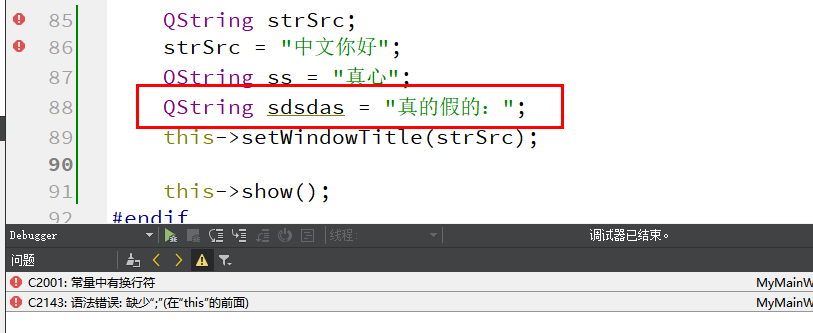 85 QString strSrc;
86 strSrc = "中文你好";
87 QString ss = "真心";
88 QString sdsdas = "真的假的：";
89 this->setWindowTitle(strSrc);
90
91 this->show();
92 #endif
Debugger 线程： 调试器已结束。
问题
C2001: 常量中有换行符 MyMainW
C2143: 语法错误: 缺少“;”(在“this”的前面) MyMainW